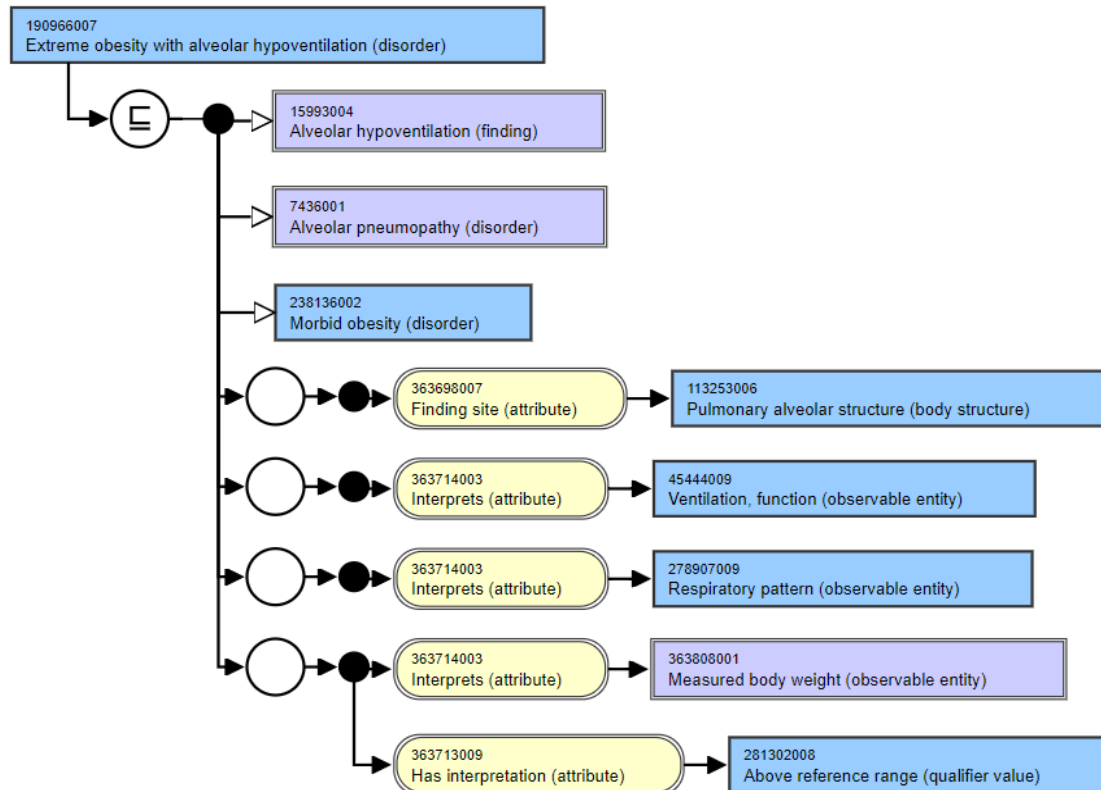 190966007
Extreme obesity with alveolar hypoventilation (disorder)
⊑
15993004
Alveolar hypoventilation (finding)
7436001
Alveolar pneumopathy (disorder)
238136002
Morbid obesity (disorder)
363698007
Finding site (attribute)
113253006
Pulmonary alveolar structure (body structure)
363714003
Interprets (attribute)
45444009
Ventilation, function (observable entity)
363714003
Interprets (attribute)
278907009
Respiratory pattern (observable entity)
363714003
Interprets (attribute)
363808001
Measured body weight (observable entity)
363713009
Has interpretation (attribute)
281302008
Above reference range (qualifier value)